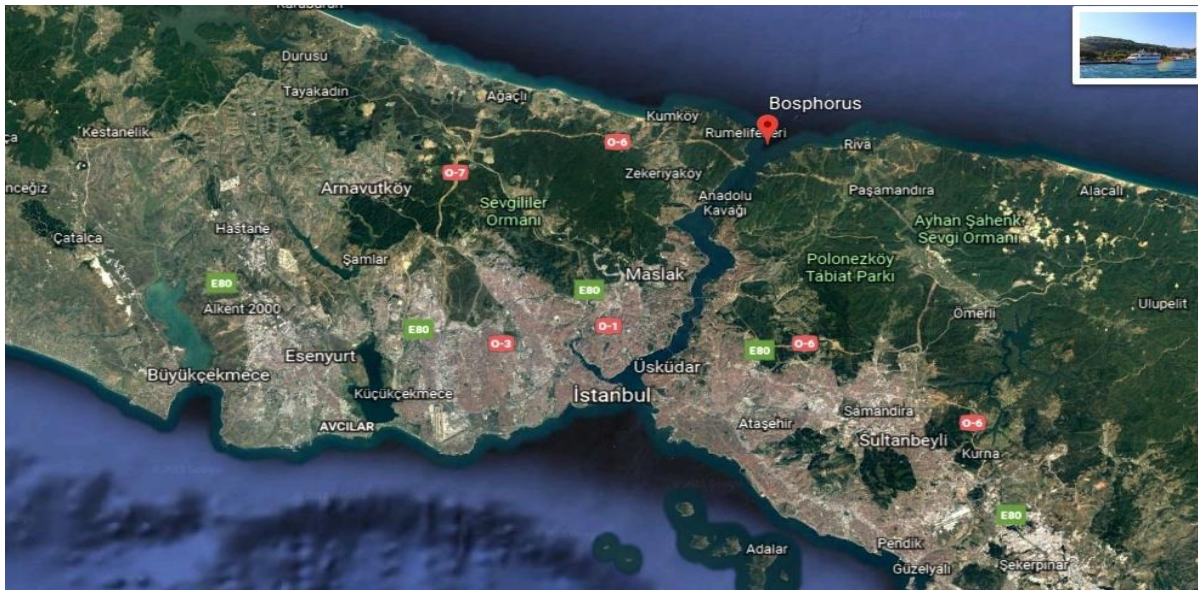 Karaburun
Durusu
Tayakadın
Ağaçlı
Kestanelik
Kumköy
Bosphorus
Rumelifeneri
Riva
O-6
O-7
Zekeriyaköy
Arnavutköy
Sevgililer
Ormanı
Anadolu
Kavağı
Paşamandıra
Alacalı
Ayhan Şahenk
Sevgi Ormanı
Hastane
Çatalca
Şamlar
Maslak
Polonezköy
Tabiat Parkı
E80
E80
Alkent 2000
Ömerli
Ulupelit
E80
O-1
O-3
E80
O-6
Esenyurt
Büyükçekmece
Üsküdar
Küçükçekmece
İstanbul
AVCILAR
Ataşehir
Samandıra
Sultanbeyli
O-6
Kurna
E80
Adalar
Pendik
Güzelyalı
Şekerpınar